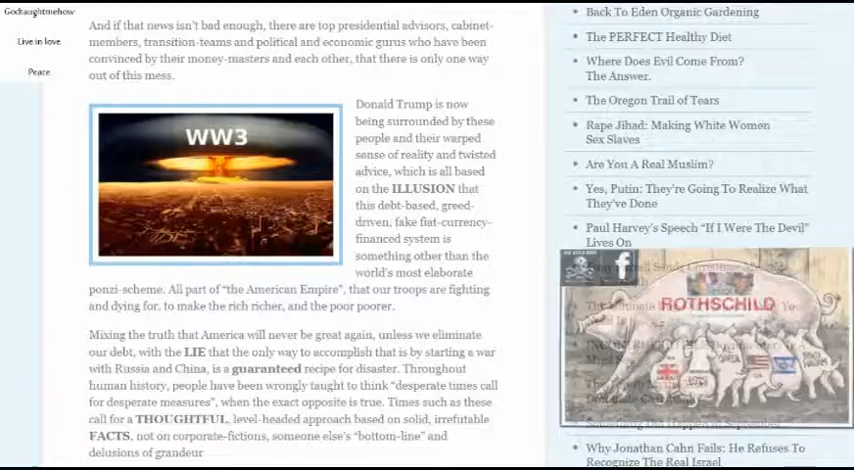 Godtaughtmehow
Live in love
Peace
And if that news isn't bad enough, there are top presidential advisors, cabinet-
members, transition-teams and political and economic gurus who have been
convinced by their money-masters and each other, that there is only one way
out of this mess.
WW3
Donald Trump is now
being surrounded by these
people and their warped
sense of reality and twisted
advice, which is all based
on the ILLUSION that
this debt-based, greed-
driven, fake fiat-currency-
financed system is
something other than the
world's most elaborate
ponzi-scheme. All part of "the American Empire", that our troops are fighting
and dying for, to make the rich richer, and the poor poorer.
Mixing the truth that America will never be great again, unless we eliminate
our debt, with the LIE that the only way to accomplish that is by starting a war
with Russia and China, is a guaranteed recipe for disaster. Throughout
human history, people have been wrongly taught to think "desperate times call
for desperate measures", when the exact opposite is true. Times such as these
call for a THOUGHTFUL, level-headed approach based on solid, irrefutable
FACTS, not on corporate-fictions, someone else's "bottom-line" and
delusions of grandeur
Back To Eden Organic Gardening
The PERFECT Healthy Diet
Where Does Evil Come From?
The Answer.
The Oregon Trail of Tears
Rape Jihad: Making White Women
Sex Slaves
Are You A Real Muslim?
Yes, Putin: They're Going To Realize What
They've Done
Paul Harvey's Speech "If I Were The Devil"
Lives On
ROTHSCHILD
Something Did Happen In September
Why Jonathan Cahn Fails: He Refuses To
Recognize The Real Israel